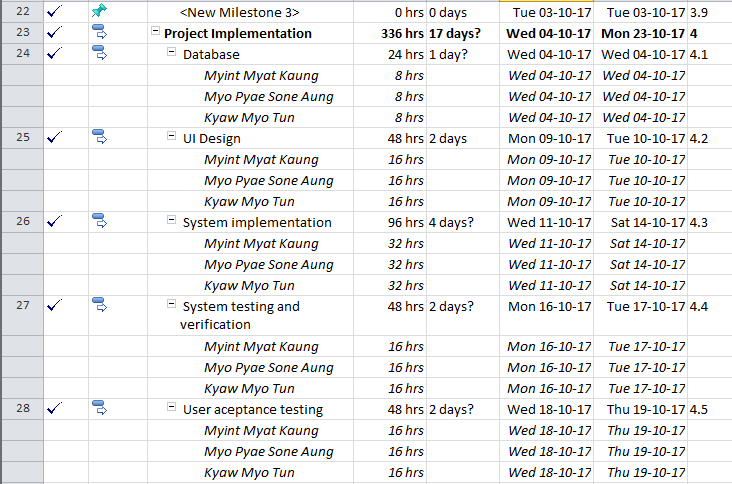 22 <New Milestone 3> 0 hrs 0 days Tue 03-10-17 Tue 03-10-17 3.9
23 Project Implementation 336 hrs 17 days? Wed 04-10-17 Mon 23-10-17 4
24 Database 24 hrs 1 day? Wed 04-10-17 Wed 04-10-17 4.1
Myint Myat Kaung 8 hrs Wed 04-10-17 Wed 04-10-17
Myo Pyae Sone Aung 8 hrs Wed 04-10-17 Wed 04-10-17
Kyaw Myo Tun 8 hrs Wed 04-10-17 Wed 04-10-17
25 UI Design 48 hrs 2 days Mon 09-10-17 Tue 10-10-17 4.2
Myint Myat Kaung 16 hrs Mon 09-10-17 Tue 10-10-17
Myo Pyae Sone Aung 16 hrs Mon 09-10-17 Tue 10-10-17
Kyaw Myo Tun 16 hrs Mon 09-10-17 Tue 10-10-17
26 System implementation 96 hrs 4 days? Wed 11-10-17 Sat 14-10-17 4.3
Myint Myat Kaung 32 hrs Wed 11-10-17 Sat 14-10-17
Myo Pyae Sone Aung 32 hrs Wed 11-10-17 Sat 14-10-17
Kyaw Myo Tun 32 hrs Wed 11-10-17 Sat 14-10-17
27 System testing and 48 hrs 2 days? Mon 16-10-17 Tue 17-10-17 4.4
verification
Myint Myat Kaung 16 hrs Mon 16-10-17 Tue 17-10-17
Myo Pyae Sone Aung 16 hrs Mon 16-10-17 Tue 17-10-17
Kyaw Myo Tun 16 hrs Mon 16-10-17 Tue 17-10-17
28 User aceptance testing 48 hrs 2 days? Wed 18-10-17 Thu 19-10-17 4.5
Myint Myat Kaung 16 hrs Wed 18-10-17 Thu 19-10-17
Myo Pyae Sone Aung 16 hrs Wed 18-10-17 Thu 19-10-17
Kyaw Myo Tun 16 hrs Wed 18-10-17 Thu 19-10-17